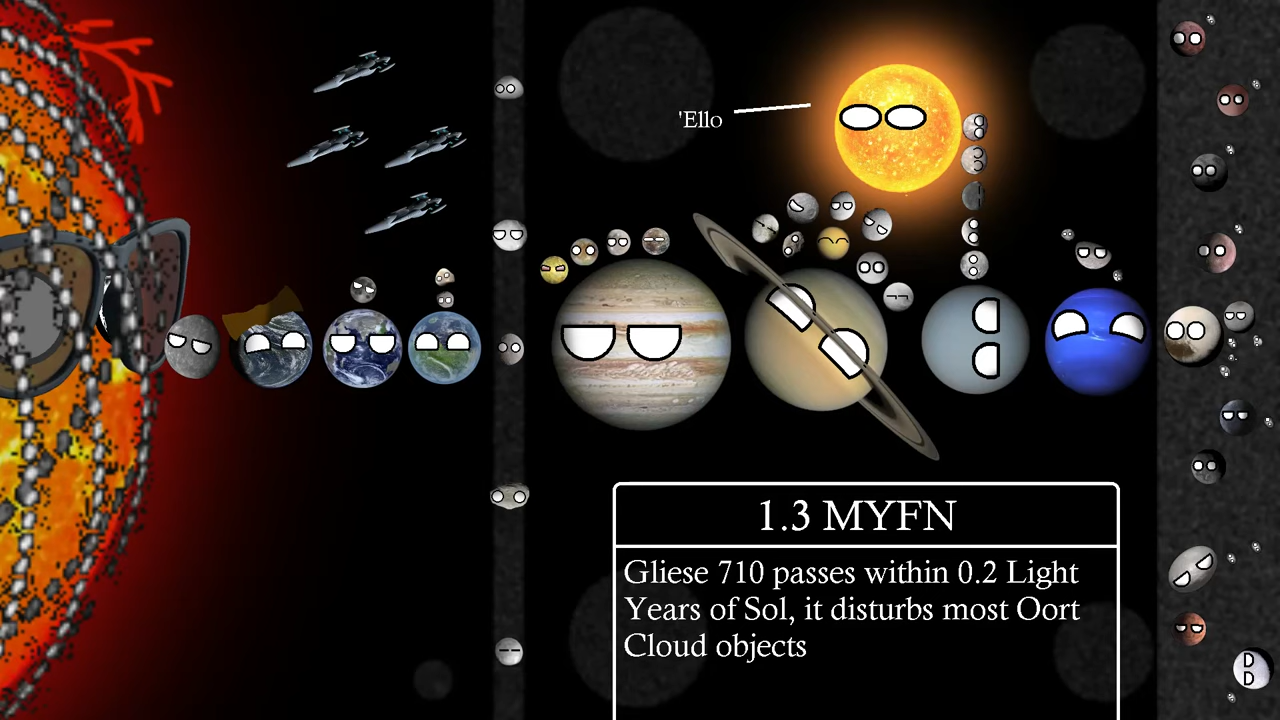 'Ello
1.3 MYFN
Gliese 710 passes within 0.2 Light
Years of Sol, it disturbs most Oort
Cloud objects